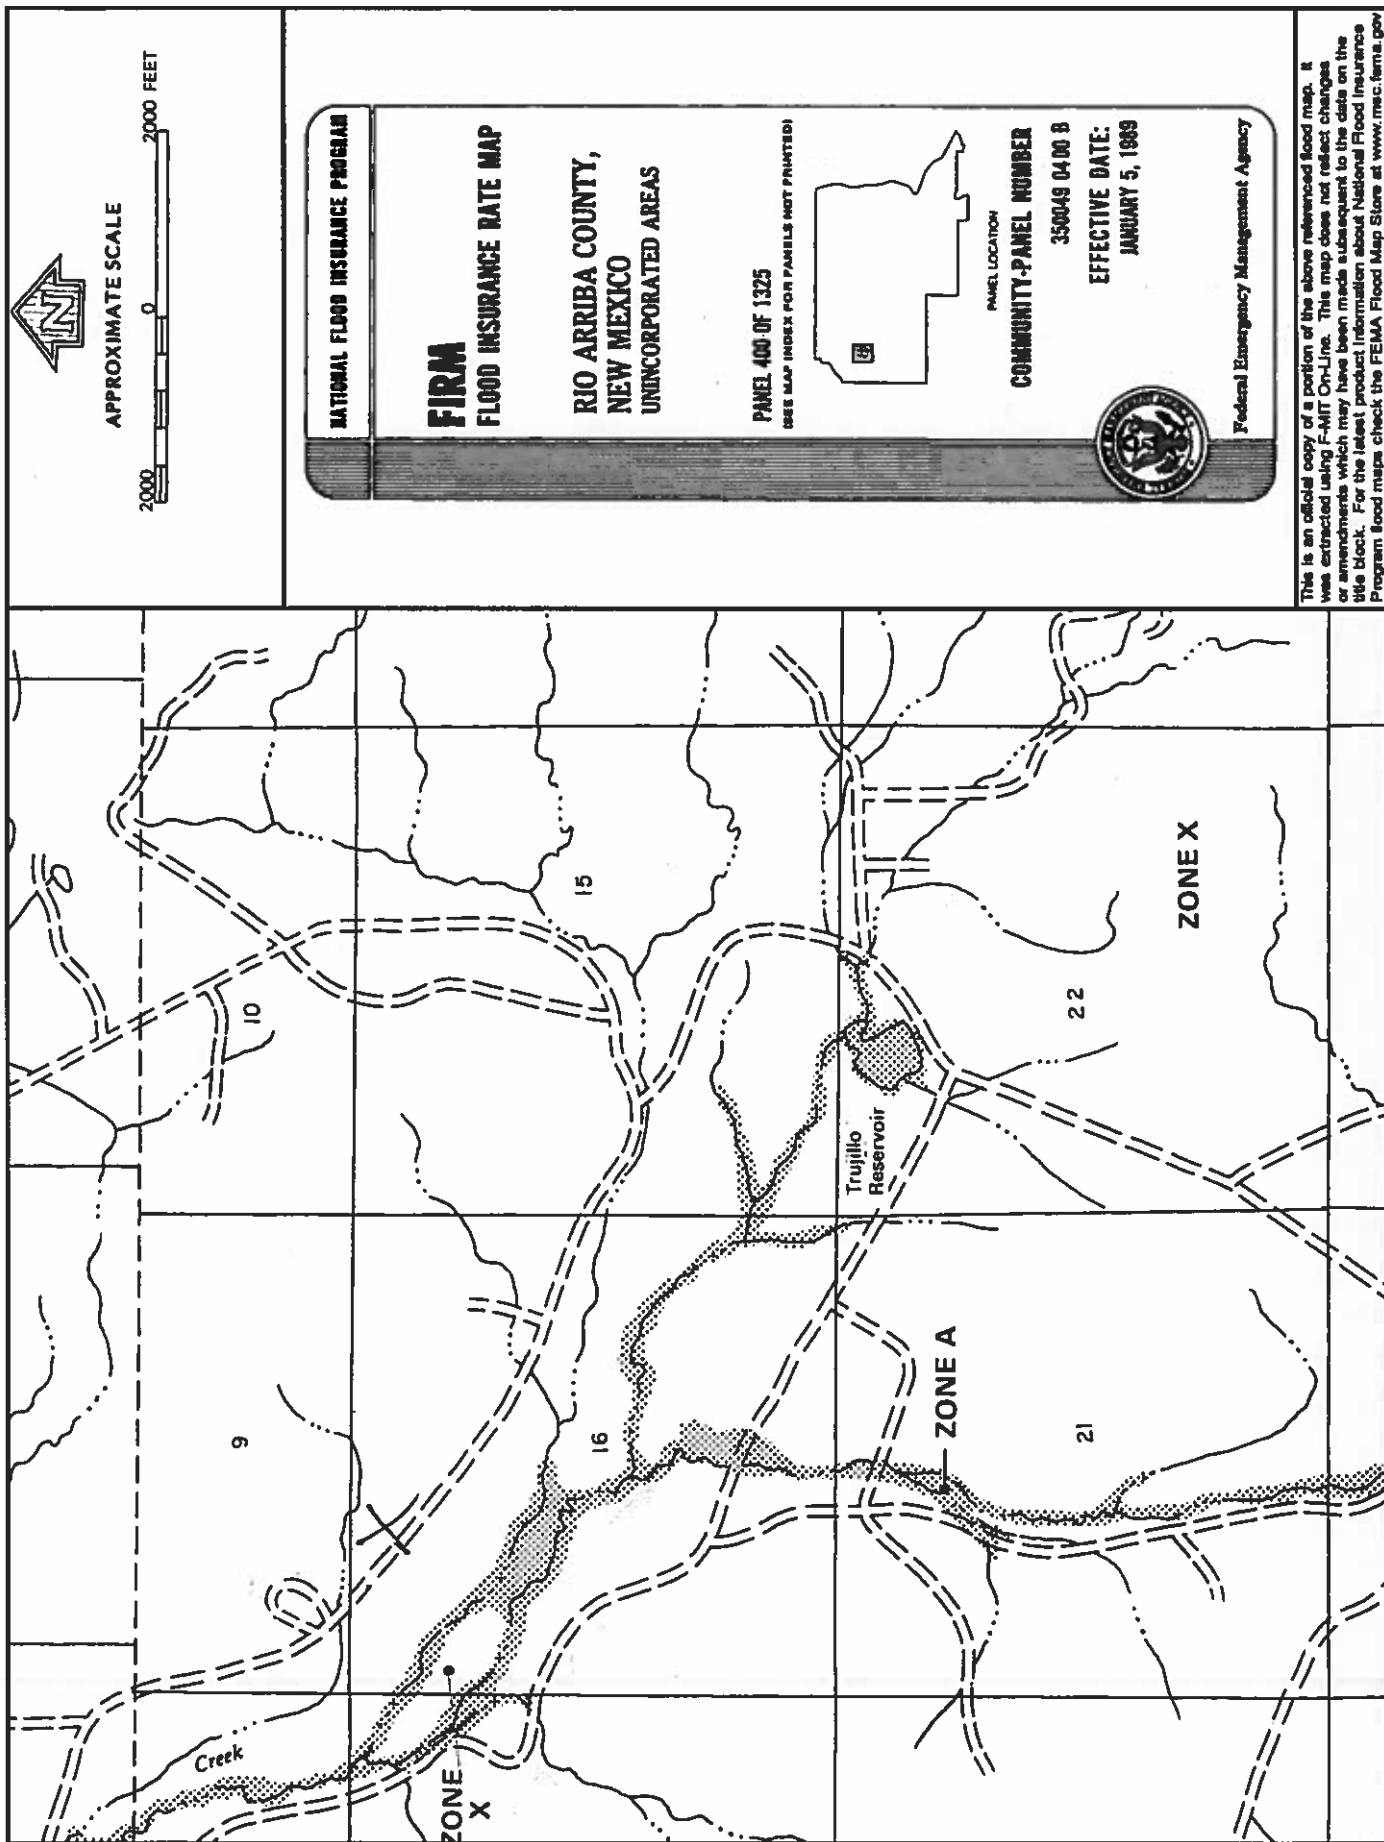 N
APPROXIMATE SCALE
2000 0 2000 FEET
NATIONAL FLOOD INSURANCE PROGRAM
FIRM
FLOOD INSURANCE RATE MAP
RIO ARRIBA COUNTY,
NEW MEXICO
UNINCORPORATED AREAS
PANEL 400 OF 1325
(SEE MAP INDEX FOR PANELS NOT PRINTED)
PANEL LOCATION
COMMUNITY-PANEL NUMBER
350049 0400 B
EFFECTIVE DATE:
JANUARY 5, 1989
Federal Emergency Management Agency
This is an official copy of a portion of the above referenced flood map. It
was extracted using F-MIT On-Line. This map does not reflect changes
or amendments which may have been made subsequent to the date on the
title block. For the latest product information about National Flood Insurance
Program flood maps check the FEMA Flood Map Store at www.msc.fema.gov
Creek
9
10
15
ZONE
X
16
Trujillo
Reservoir
ZONE A
21
22
ZONE X